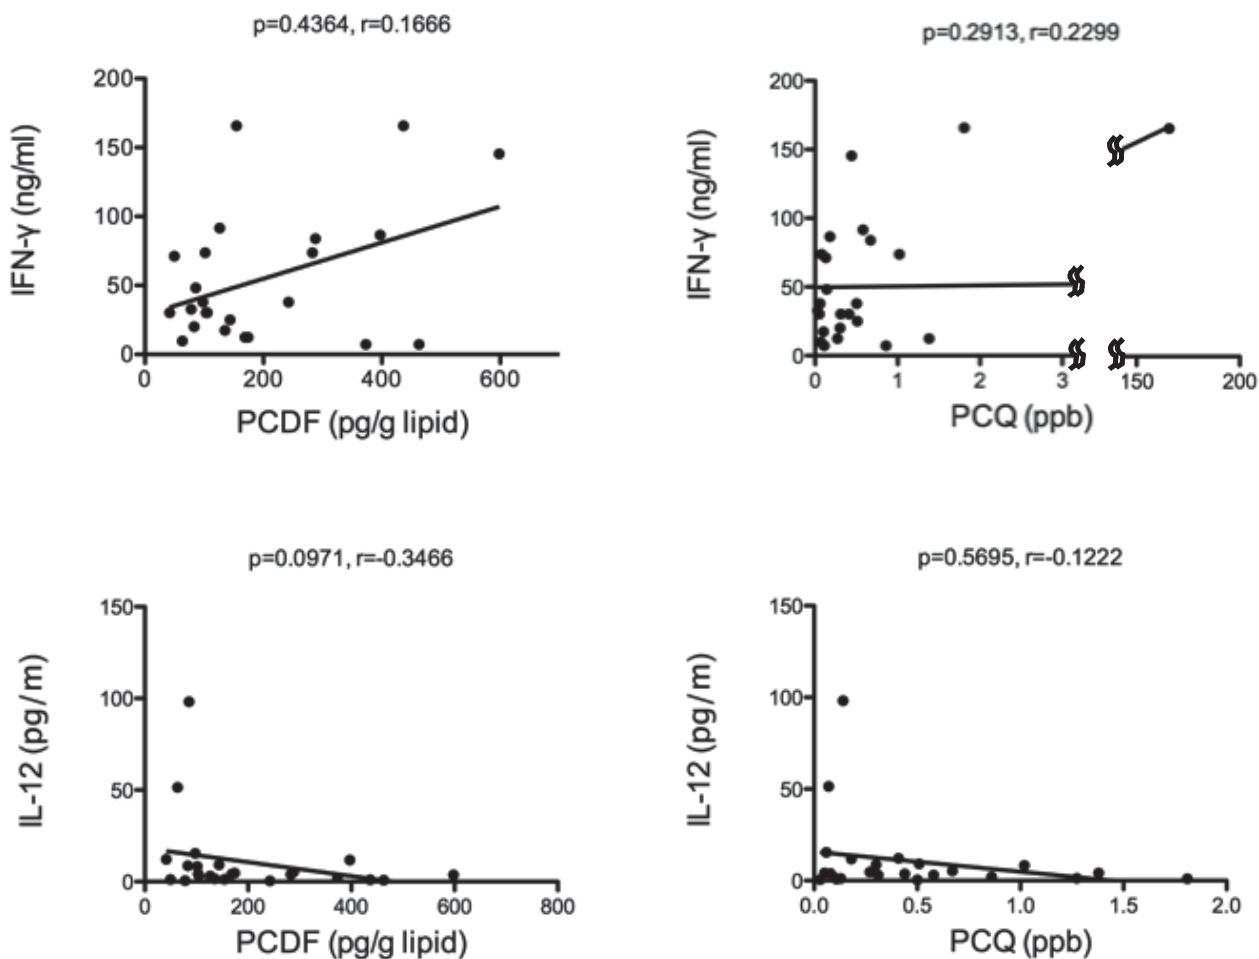 p=0.4364, r=0.1666
200
150
100
50
0
IFN-γ (ng/ml)
0 200 400 600
PCDF (pg/g lipid)
p=0.2913, r=0.2299
200
150
100
50
0
IFN-γ (ng/ml)
0 1 2 3 150 200
PCQ (ppb)
p=0.0971, r=-0.3466
150
100
50
0
IL-12 (pg/m)
0 200 400 600 800
PCDF (pg/g lipid)
p=0.5695, r=-0.1222
150
100
50
0
IL-12 (pg/m)
0.0 0.5 1.0 1.5 2.0
PCQ (ppb)